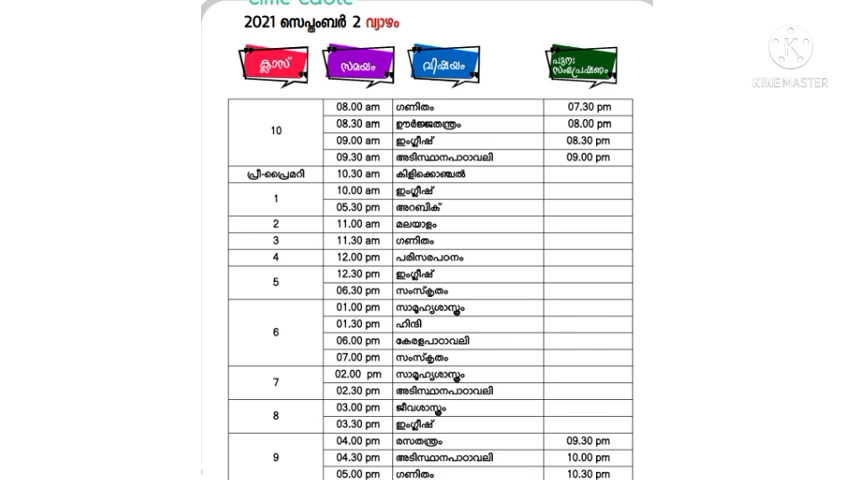 time table
2021 സെപ്തംബർ 2 വ്യാഴം
ക്ലാസ് സമയം വിഷയം പുനഃ സംപ്രേഷണം
KINEMASTER
10 08.00 am ഗണിതം 07.30 pm
08.30 am ഊർജ്ജതന്ത്രം 08.00 pm
09.00 am ഇംഗ്ലീഷ് 08.30 pm
09.30 am അടിസ്ഥാനപാഠാവലി 09.00 pm
പ്രീ-പ്രൈമറി 10.30 am കിളിക്കൊഞ്ചൽ
1 10.00 am ഇംഗ്ലീഷ്
05.30 pm അറബിക്
2 11.00 am മലയാളം
3 11.30 am ഗണിതം
4 12.00 pm പരിസരപഠനം
5 12.30 pm ഇംഗ്ലീഷ്
06.30 pm സംസ്കൃതം
6 01.00 pm സാമൂഹ്യശാസ്ത്രം
01.30 pm ഹിന്ദി
06.00 pm കേരളപാഠാവലി
07.00 pm സംസ്കൃതം
7 02.00 pm സാമൂഹ്യശാസ്ത്രം
02.30 pm അടിസ്ഥാനപാഠാവലി
8 03.00 pm ജീവശാസ്ത്രം
03.30 pm ഇംഗ്ലീഷ്
9 04.00 pm രസതന്ത്രം 09.30 pm
04.30 pm അടിസ്ഥാനപാഠാവലി 10.00 pm
05.00 pm ഗണിതം 10.30 pm